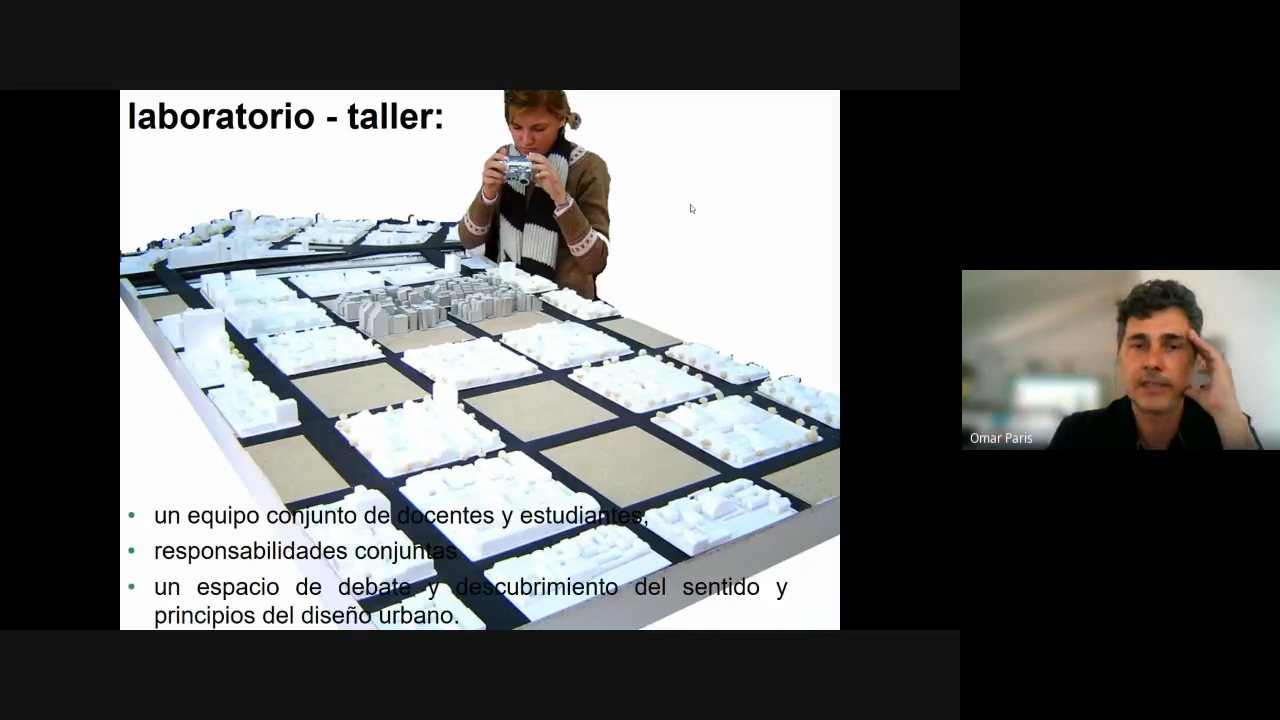 laboratorio - taller:
• un equipo conjunto de docentes y estudiantes,
• responsabilidades conjuntas
• un espacio de debate y descubrimiento del sentido y
principios del diseño urbano.
Omar Paris